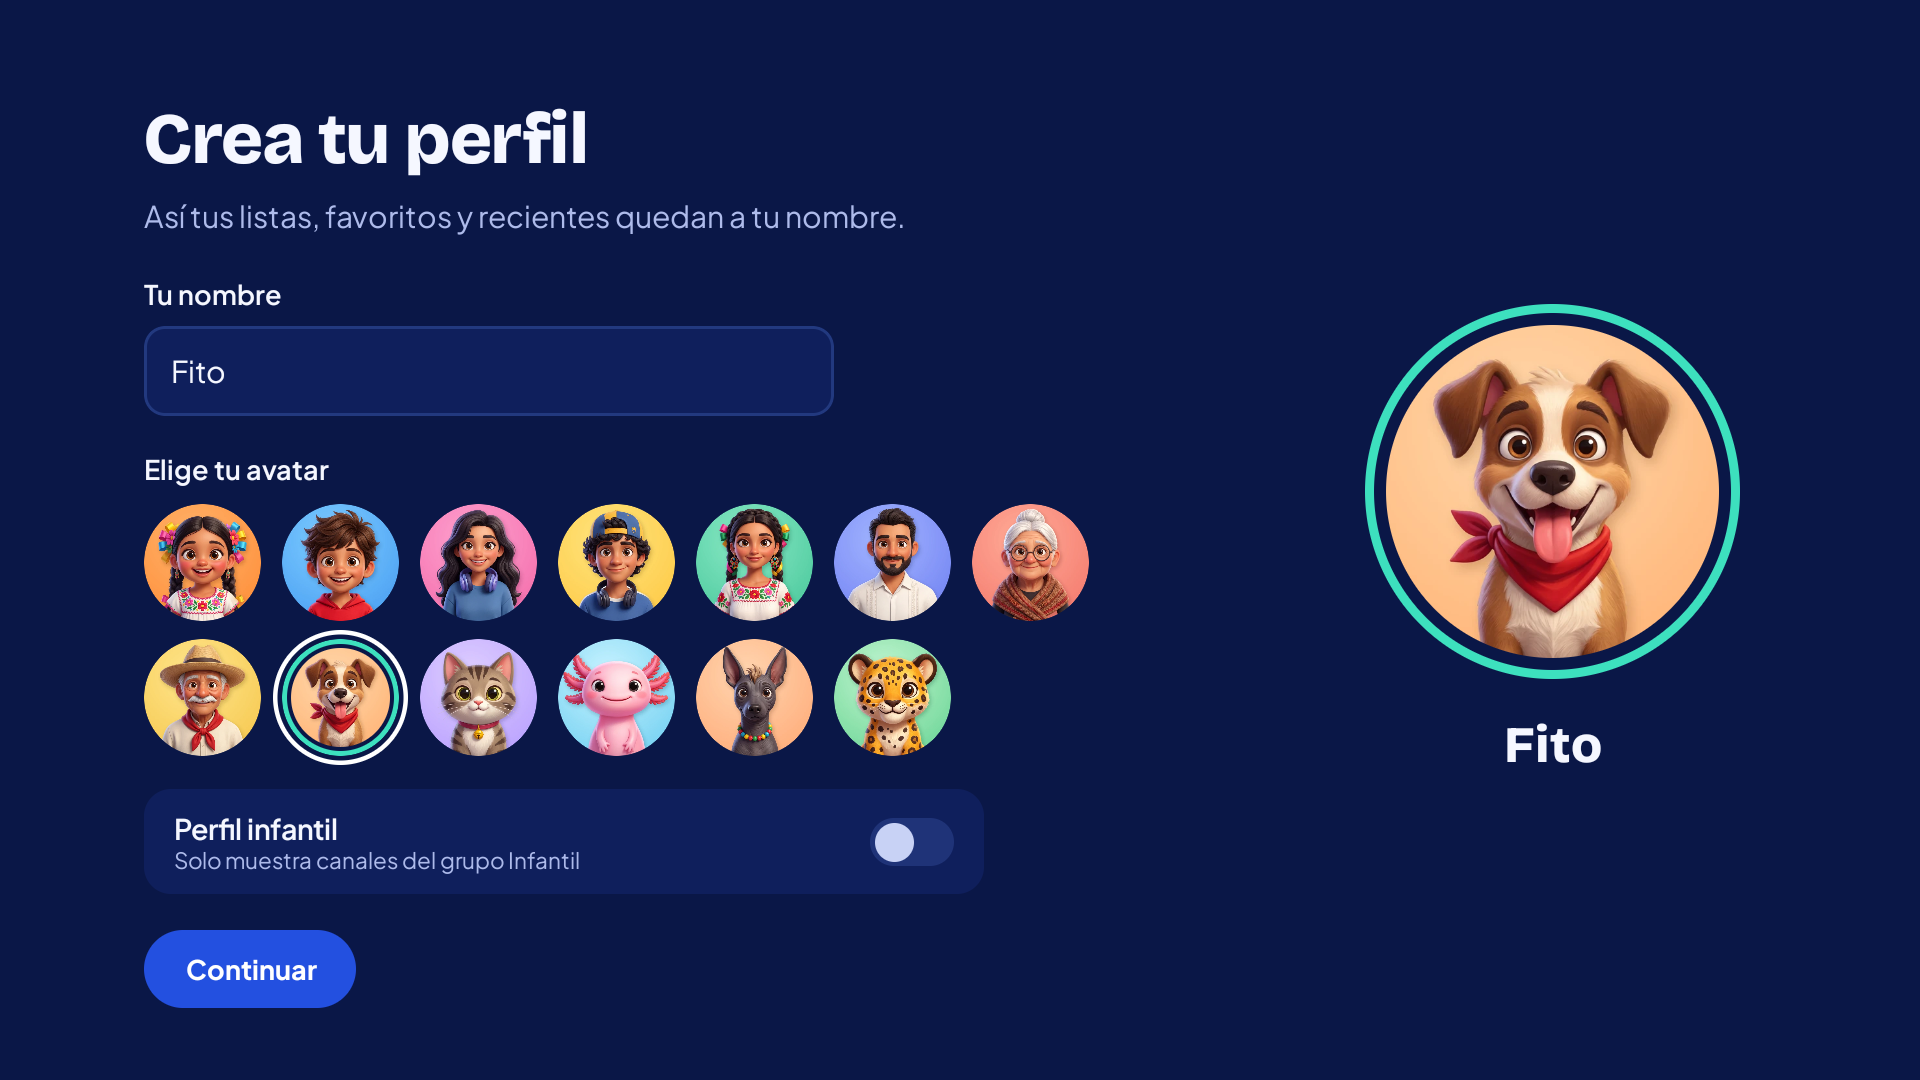 Crea tu perfil
Así tus listas, favoritos y recientes quedan a tu nombre.
Tu nombre
Fito
Elige tu avatar
Fito
Perfil infantil
Solo muestra canales del grupo Infantil
Continuar